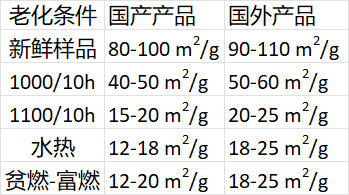 老化条件 国产产品 国外产品
新鲜样品 80-100 m²/g 90-110 m²/g
1000/10h 40-50 m²/g 50-60 m²/g
1100/10h 15-20 m²/g 20-25 m²/g
水热 12-18 m²/g 18-25 m²/g
贫燃-富燃 12-20 m²/g 18-25 m²/g